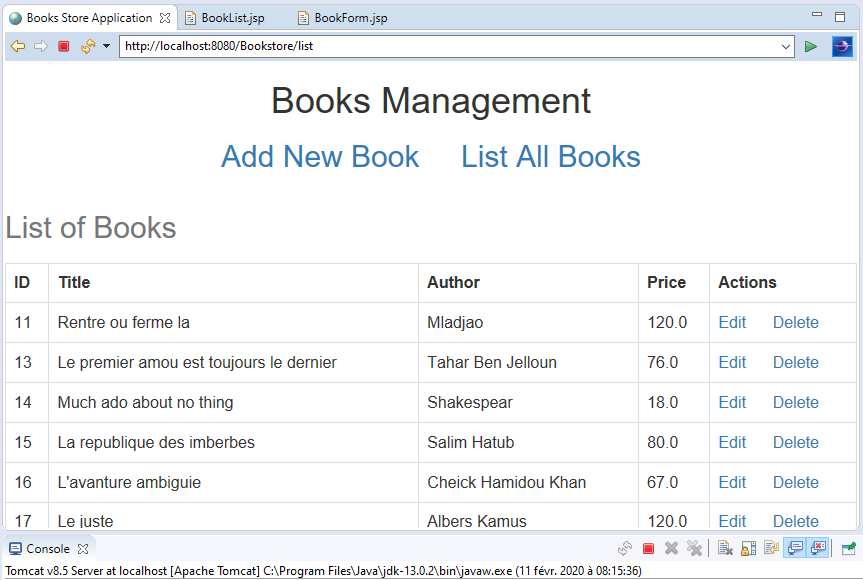 Books Store Application BookList.jsp BookForm.jsp
http://localhost:8080/Bookstore/list
Books Management
Add New Book List All Books
List of Books
ID Title Author Price Actions
11 Rentre ou ferme la Mladjao 120.0 Edit Delete
13 Le premier amou est toujours le dernier Tahar Ben Jelloun 76.0 Edit Delete
14 Much ado about no thing Shakespear 18.0 Edit Delete
15 La republique des imberbes Salim Hatub 80.0 Edit Delete
16 L'avanture ambiguie Cheick Hamidou Khan 67.0 Edit Delete
17 Le juste Albers Kamus 120.0 Edit Delete
Console
Tomcat v8.5 Server at localhost [Apache Tomcat] C:\Program Files\Java\jdk-13.0.2\bin\javaw.exe (11 févr. 2020 à 08:15:36)